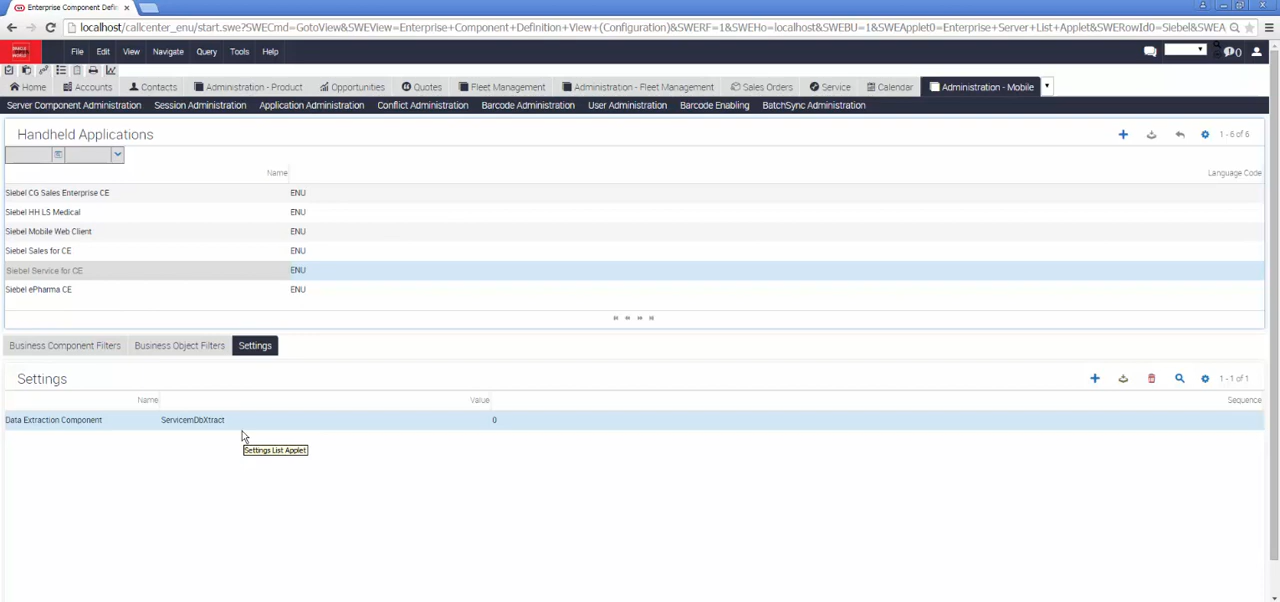 Enterprise Component Defin
localhost/callcenter_enu/start.swe?SWECmd=GotoView&SWEView=Enterprise+Component+Definition+View+(Configuration)&SWERF=1&SWEHo=localhost&SWEBU=1&SWEApplet0=Enterprise+Server+List+Applet&SWERowId0=Siebel&SWEA
File Edit View Navigate Query Tools Help (0)
Home Accounts Contacts Administration - Product Opportunities Quotes Fleet Management Administration - Fleet Management Sales Orders Service Calendar Administration - Mobile
Server Component Administration Session Administration Application Administration Conflict Administration Barcode Administration User Administration Barcode Enabling BatchSync Administration
Handheld Applications 1 - 6 of 6
Name Language Code
Siebel CG Sales Enterprise CE ENU
Siebel HH LS Medical ENU
Siebel Mobile Web Client ENU
Siebel Sales for CE ENU
Siebel Service for CE ENU
Siebel ePharma CE ENU
Business Component Filters Business Object Filters Settings
Settings 1 - 1 of 1
Name Value Sequence
Data Extraction Component ServicemDbXtract 0
Settings List Applet